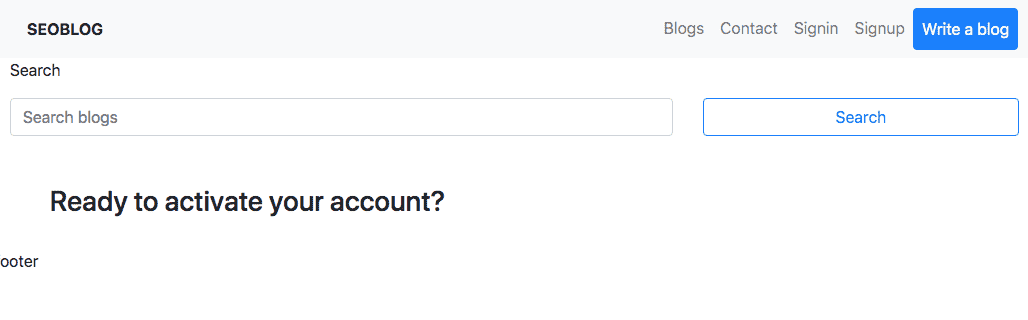 SEOBLOG Blogs Contact Signin Signup Write a blog
Search
Search blogs Search
Ready to activate your account?
ooter